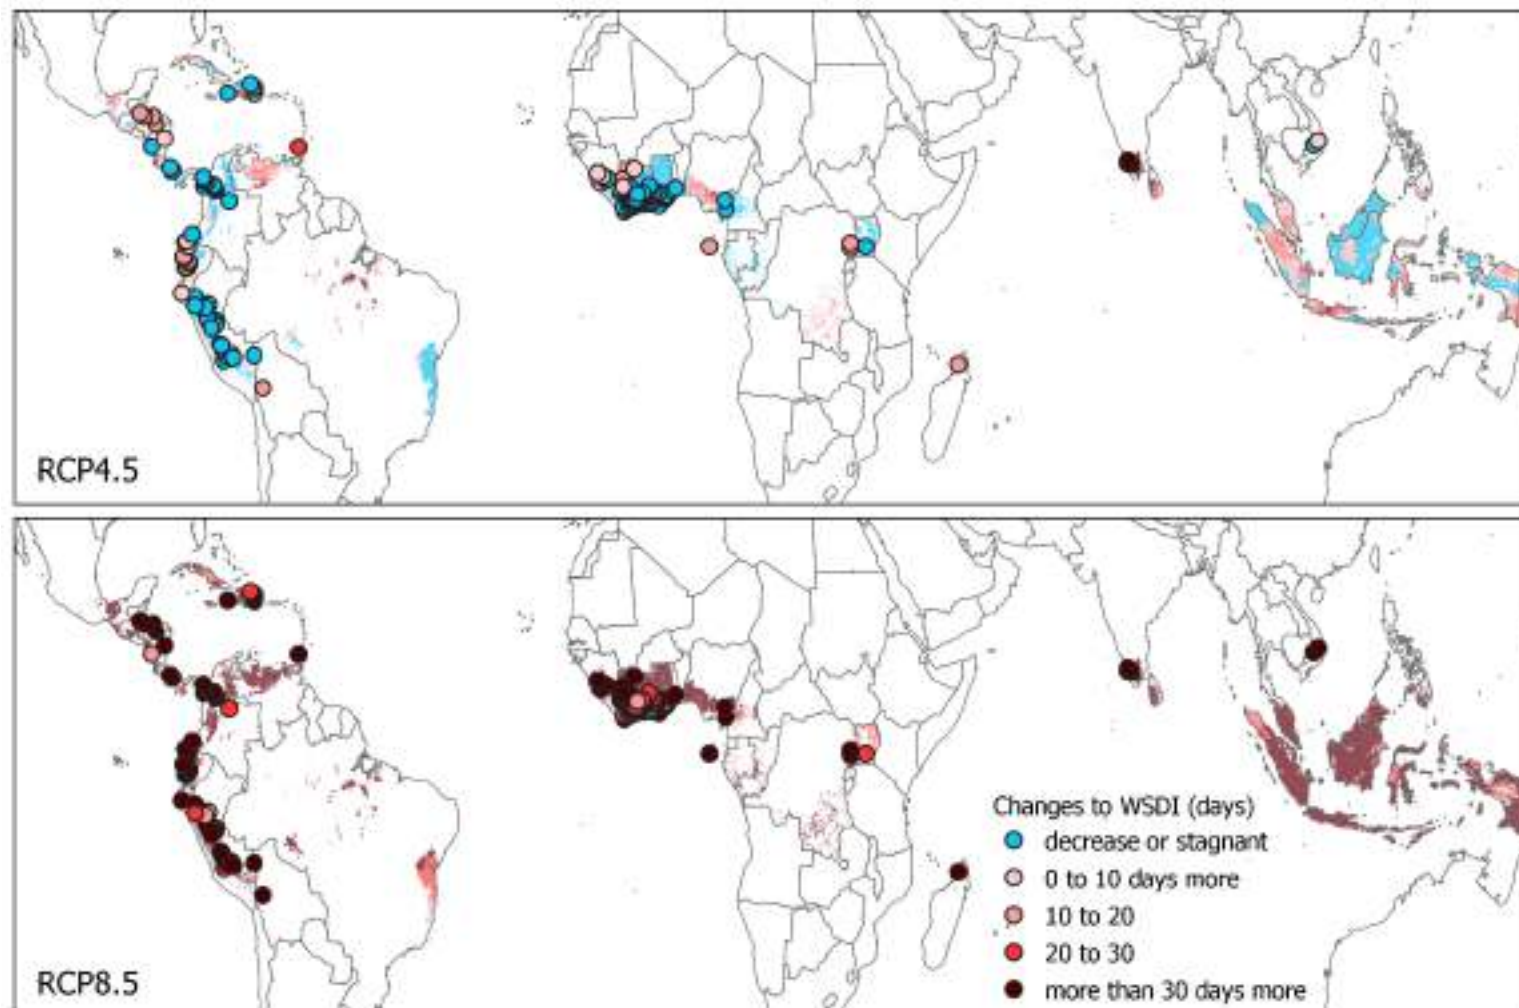 RCP4.5
RCP8.5
Changes to WSDI (days)
decrease or stagnant
0 to 10 days more
10 to 20
20 to 30
more than 30 days more